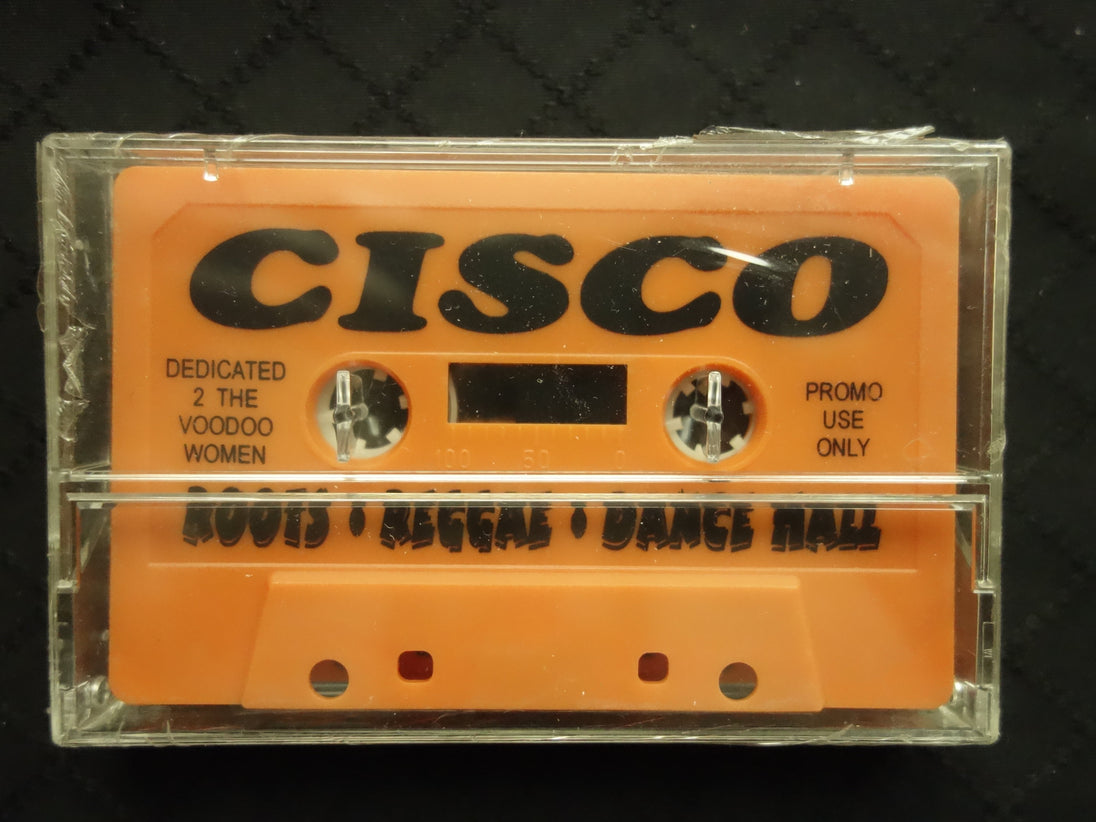 CISCO
DEDICATED
2 THE
VOODOO
WOMEN
PROMO
USE
ONLY
100 50 0
ROOTS • REGGAE • DANCE HALL